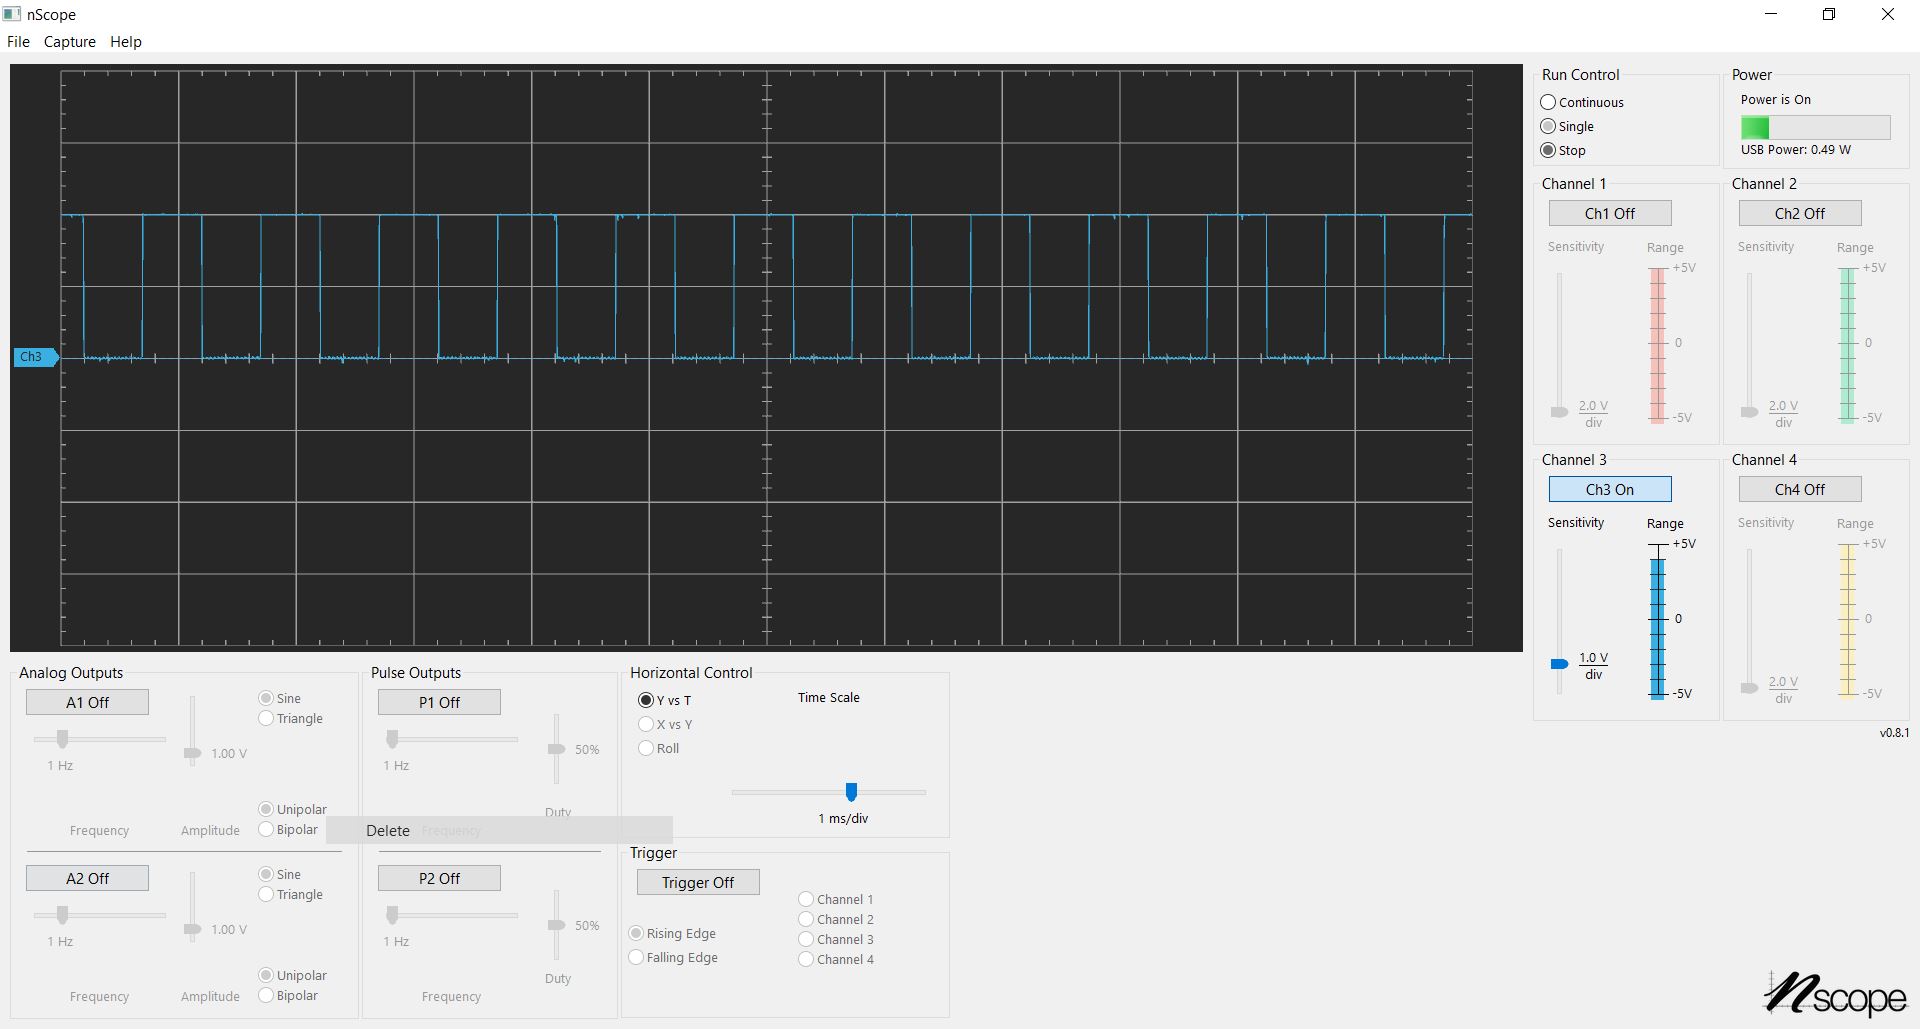 nScope
File Capture Help
Ch3
Run Control
Continuous
Single
Stop
Power
Power is On
USB Power: 0.49 W
Channel 1
Ch1 Off
Sensitivity Range
+5V
0
-5V
2.0 V
div
Channel 2
Ch2 Off
Sensitivity Range
+5V
0
-5V
2.0 V
div
Channel 3
Ch3 On
Sensitivity Range
+5V
0
-5V
1.0 V
div
Channel 4
Ch4 Off
Sensitivity Range
+5V
0
-5V
2.0 V
div
v0.8.1
Analog Outputs
A1 Off
Sine
Triangle
1.00 V
1 Hz
Unipolar
Bipolar
Frequency Amplitude
A2 Off
Sine
Triangle
1.00 V
1 Hz
Unipolar
Bipolar
Frequency Amplitude
Pulse Outputs
P1 Off
50%
1 Hz
Duty
Delete
Frequency
P2 Off
50%
1 Hz
Duty
Frequency
Horizontal Control
Y vs T
X vs Y
Roll
Time Scale
1 ms/div
Trigger
Trigger Off
Rising Edge
Falling Edge
Channel 1
Channel 2
Channel 3
Channel 4
nscope